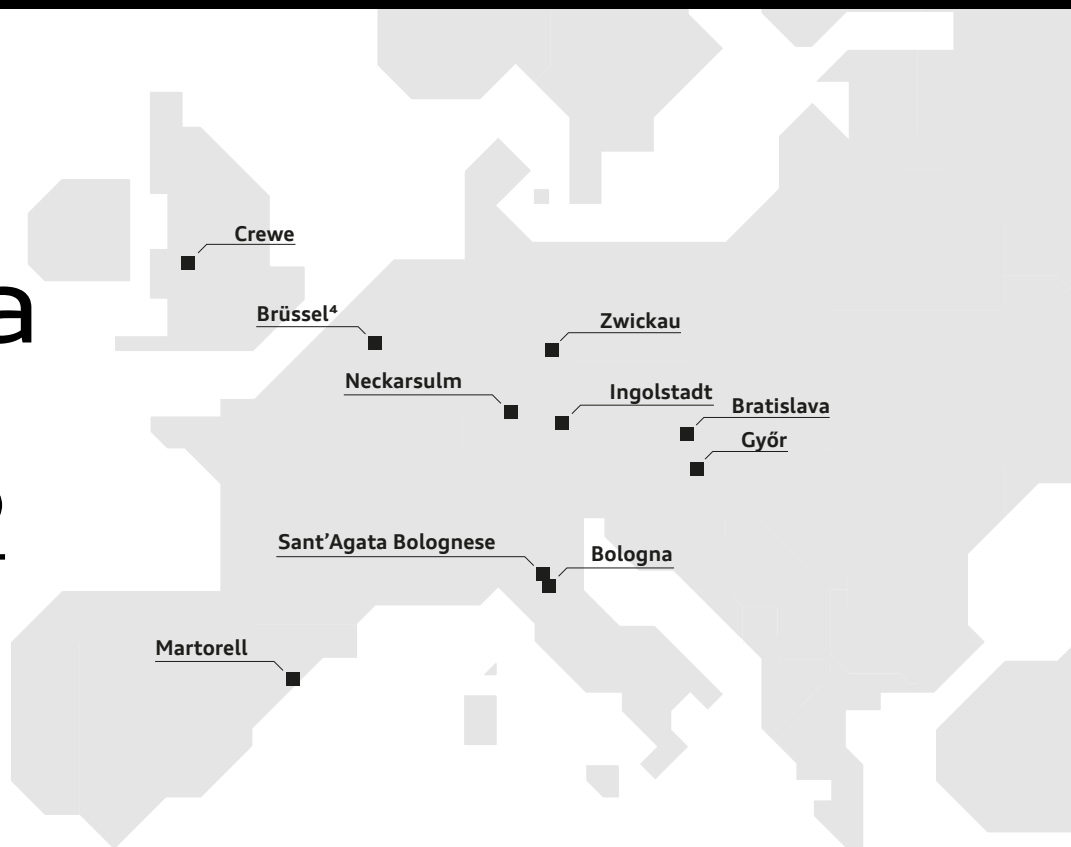 Crewe
a
Brüssel⁴
Zwickau
Neckarsulm
Ingolstadt
Bratislava
Győr
Sant’Agata Bolognese
Bologna
Martorell